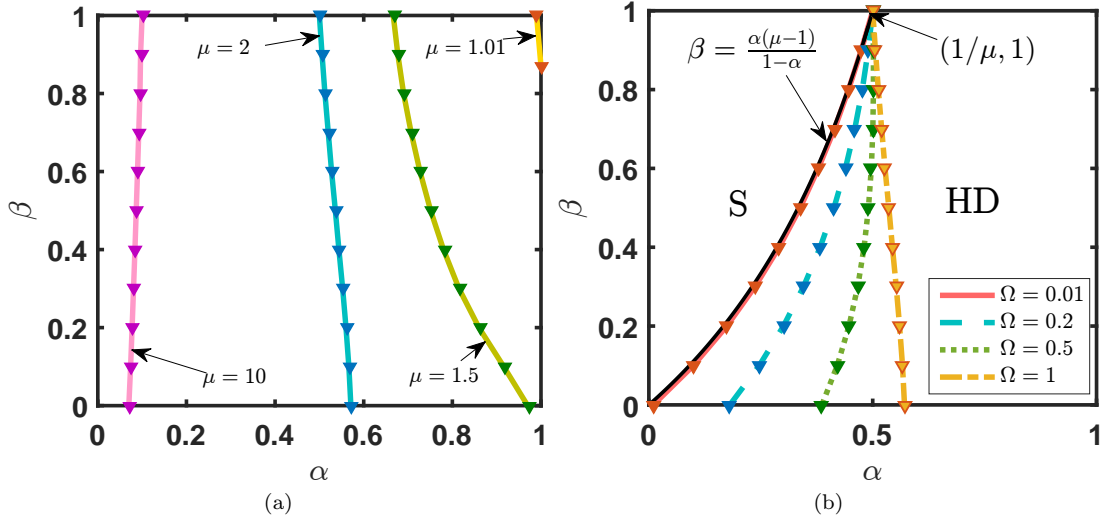 1
0.8
0.6
0.4
0.2
0
β
0
0.2
0.4
0.6
0.8
1
α
μ = 2
μ = 1.01
μ = 10
μ = 1.5
(a)
1
0.8
0.6
0.4
0.2
0
β
0
0.5
1
α
β = α(μ−1)/1−α
(1/μ, 1)
S
HD
Ω = 0.01
Ω = 0.2
Ω = 0.5
Ω = 1
(b)